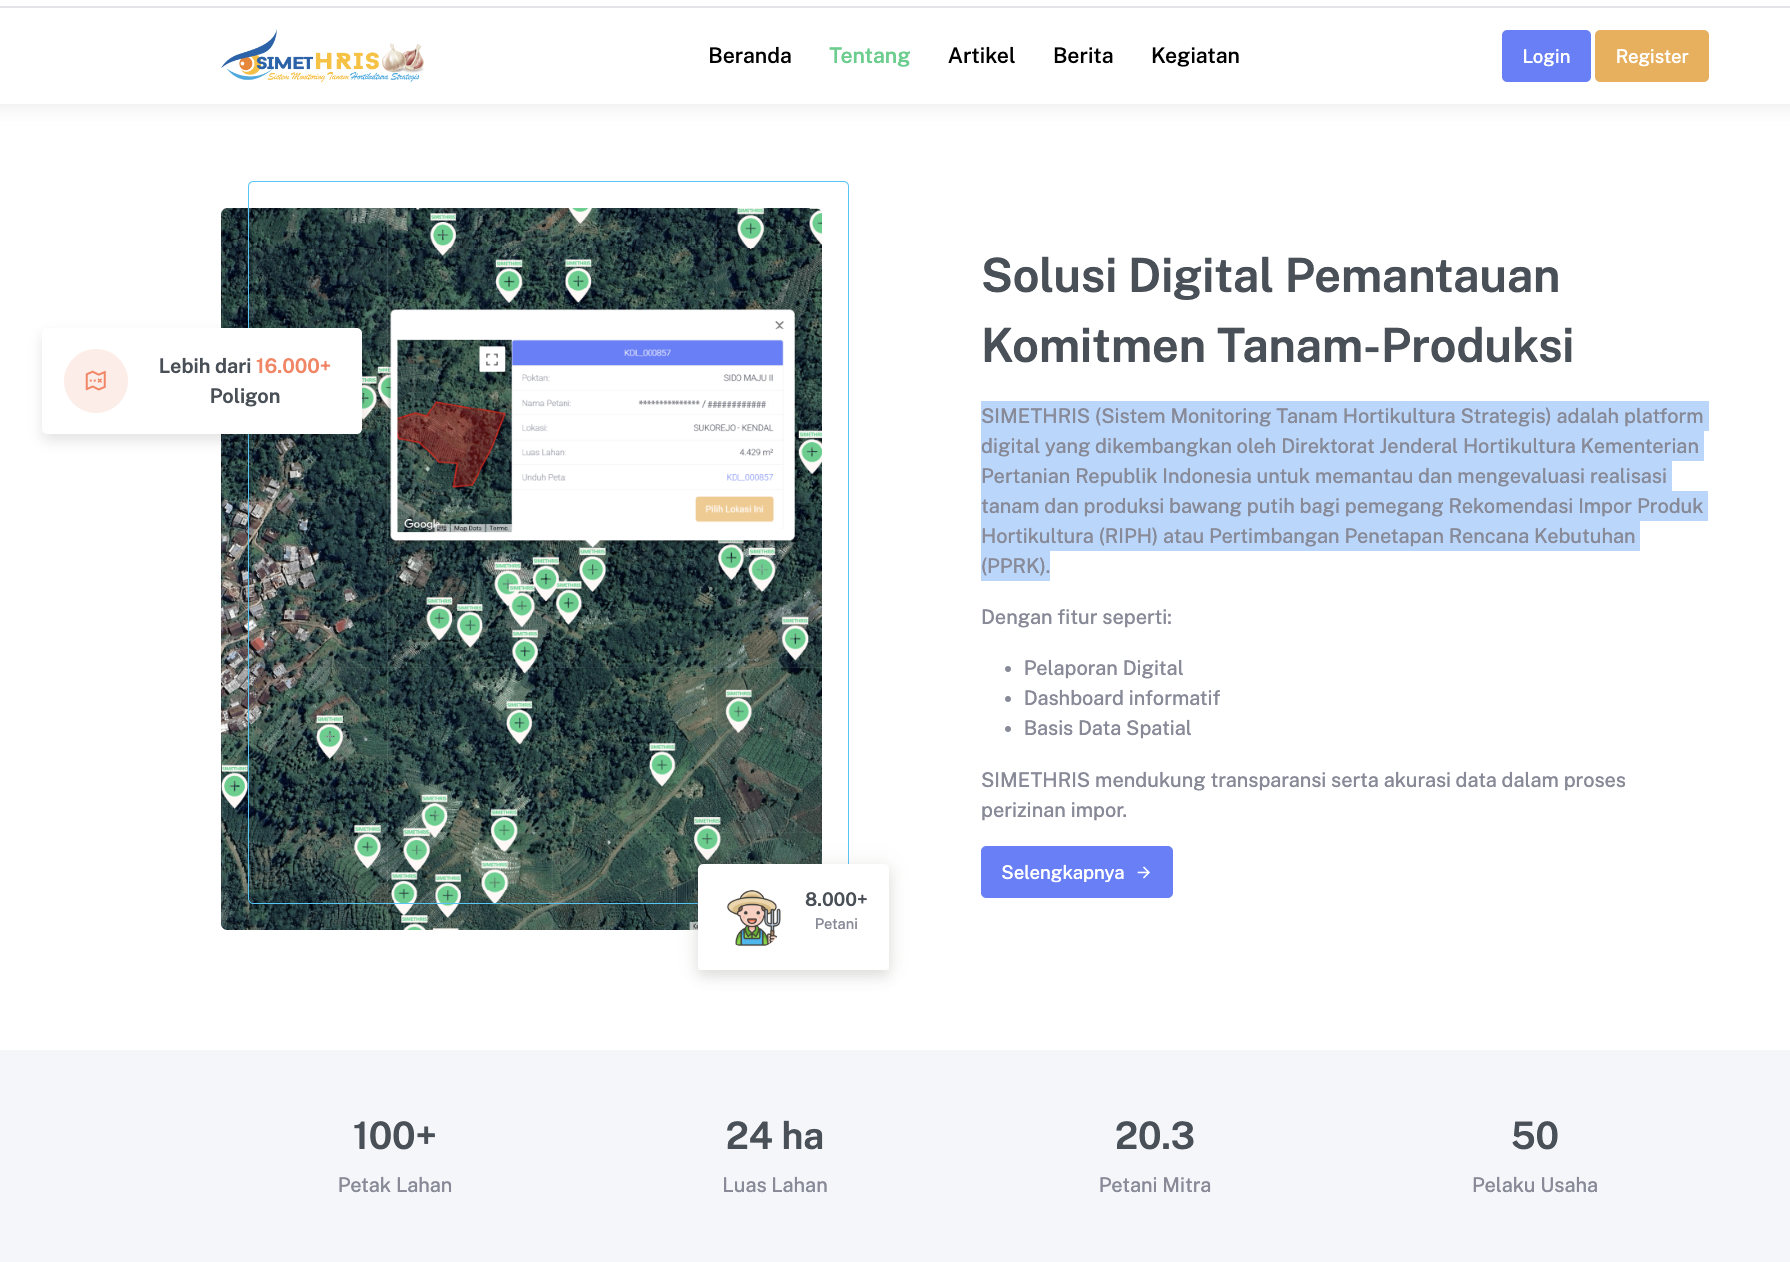 SIMETHRIS
Sistem Monitoring Tanam Hortikultura Strategis
Beranda
Tentang
Artikel
Berita
Kegiatan
Login
Register
Lebih dari 16.000+
Poligon
KDL_000857
Poktan:
SIDO MAJU II
Nama Petani:
*************** / ############
Lokasi:
SUKOREJO - KENDAL
Luas Lahan:
4.429 m²
Unduh Peta
KDL_000857
Pilih Lokasi Ini
Google
Map Data
Terms
8.000+
Petani
Solusi Digital Pemantauan
Komitmen Tanam-Produksi
SIMETHRIS (Sistem Monitoring Tanam Hortikultura Strategis) adalah platform
digital yang dikembangkan oleh Direktorat Jenderal Hortikultura Kementerian
Pertanian Republik Indonesia untuk memantau dan mengevaluasi realisasi
tanam dan produksi bawang putih bagi pemegang Rekomendasi Impor Produk
Hortikultura (RIPH) atau Pertimbangan Penetapan Rencana Kebutuhan
(PPRK).
Dengan fitur seperti:
• Pelaporan Digital
• Dashboard informatif
• Basis Data Spatial
SIMETHRIS mendukung transparansi serta akurasi data dalam proses
perizinan impor.
Selengkapnya →
100+
Petak Lahan
24 ha
Luas Lahan
20.3
Petani Mitra
50
Pelaku Usaha